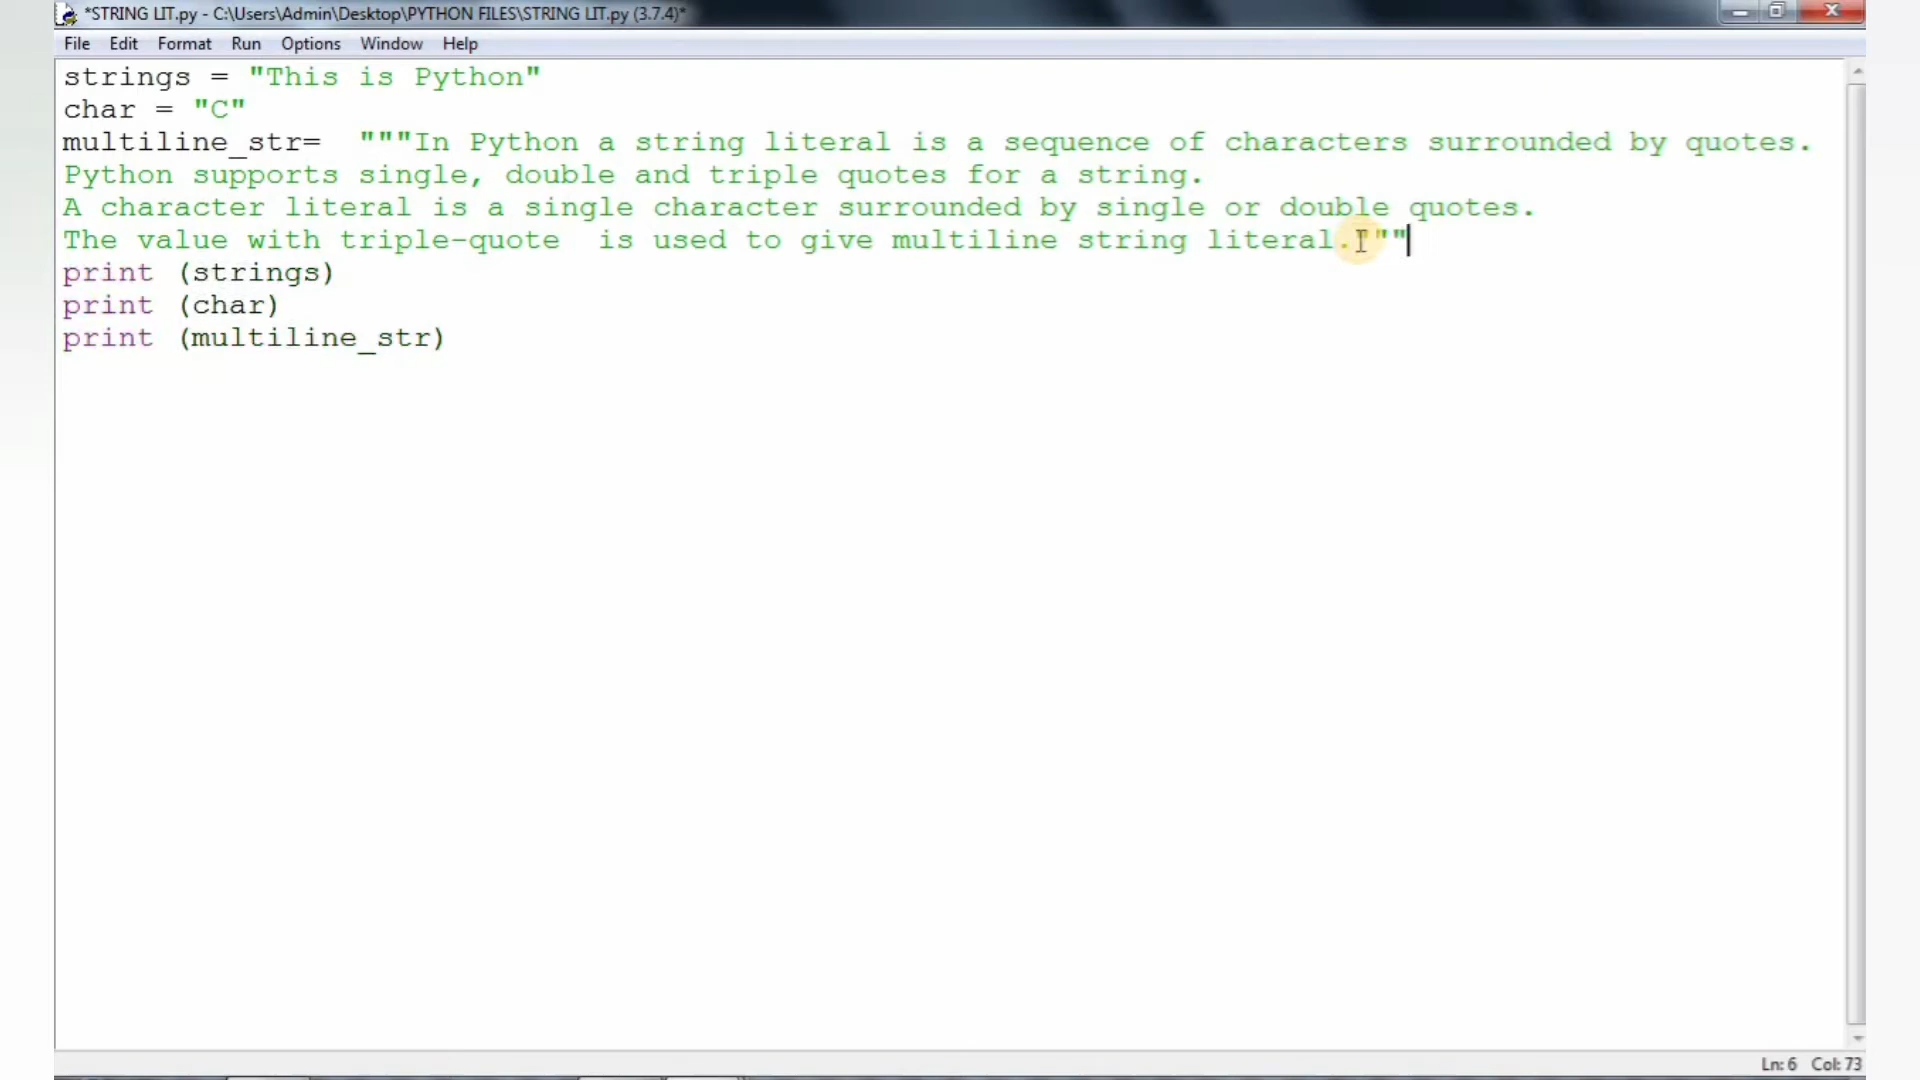 *STRING LIT.py - C:\Users\Admin\Desktop\PYTHON FILES\STRING LIT.py (3.7.4)*
File Edit Format Run Options Window Help
strings = "This is Python"
char = "C"
multiline_str=  """In Python a string literal is a sequence of characters surrounded by quotes.
Python supports single, double and triple quotes for a string.
A character literal is a single character surrounded by single or double quotes.
The value with triple-quote  is used to give multiline string literal."""
print (strings)
print (char)
print (multiline_str)
Ln: 6 Col: 73